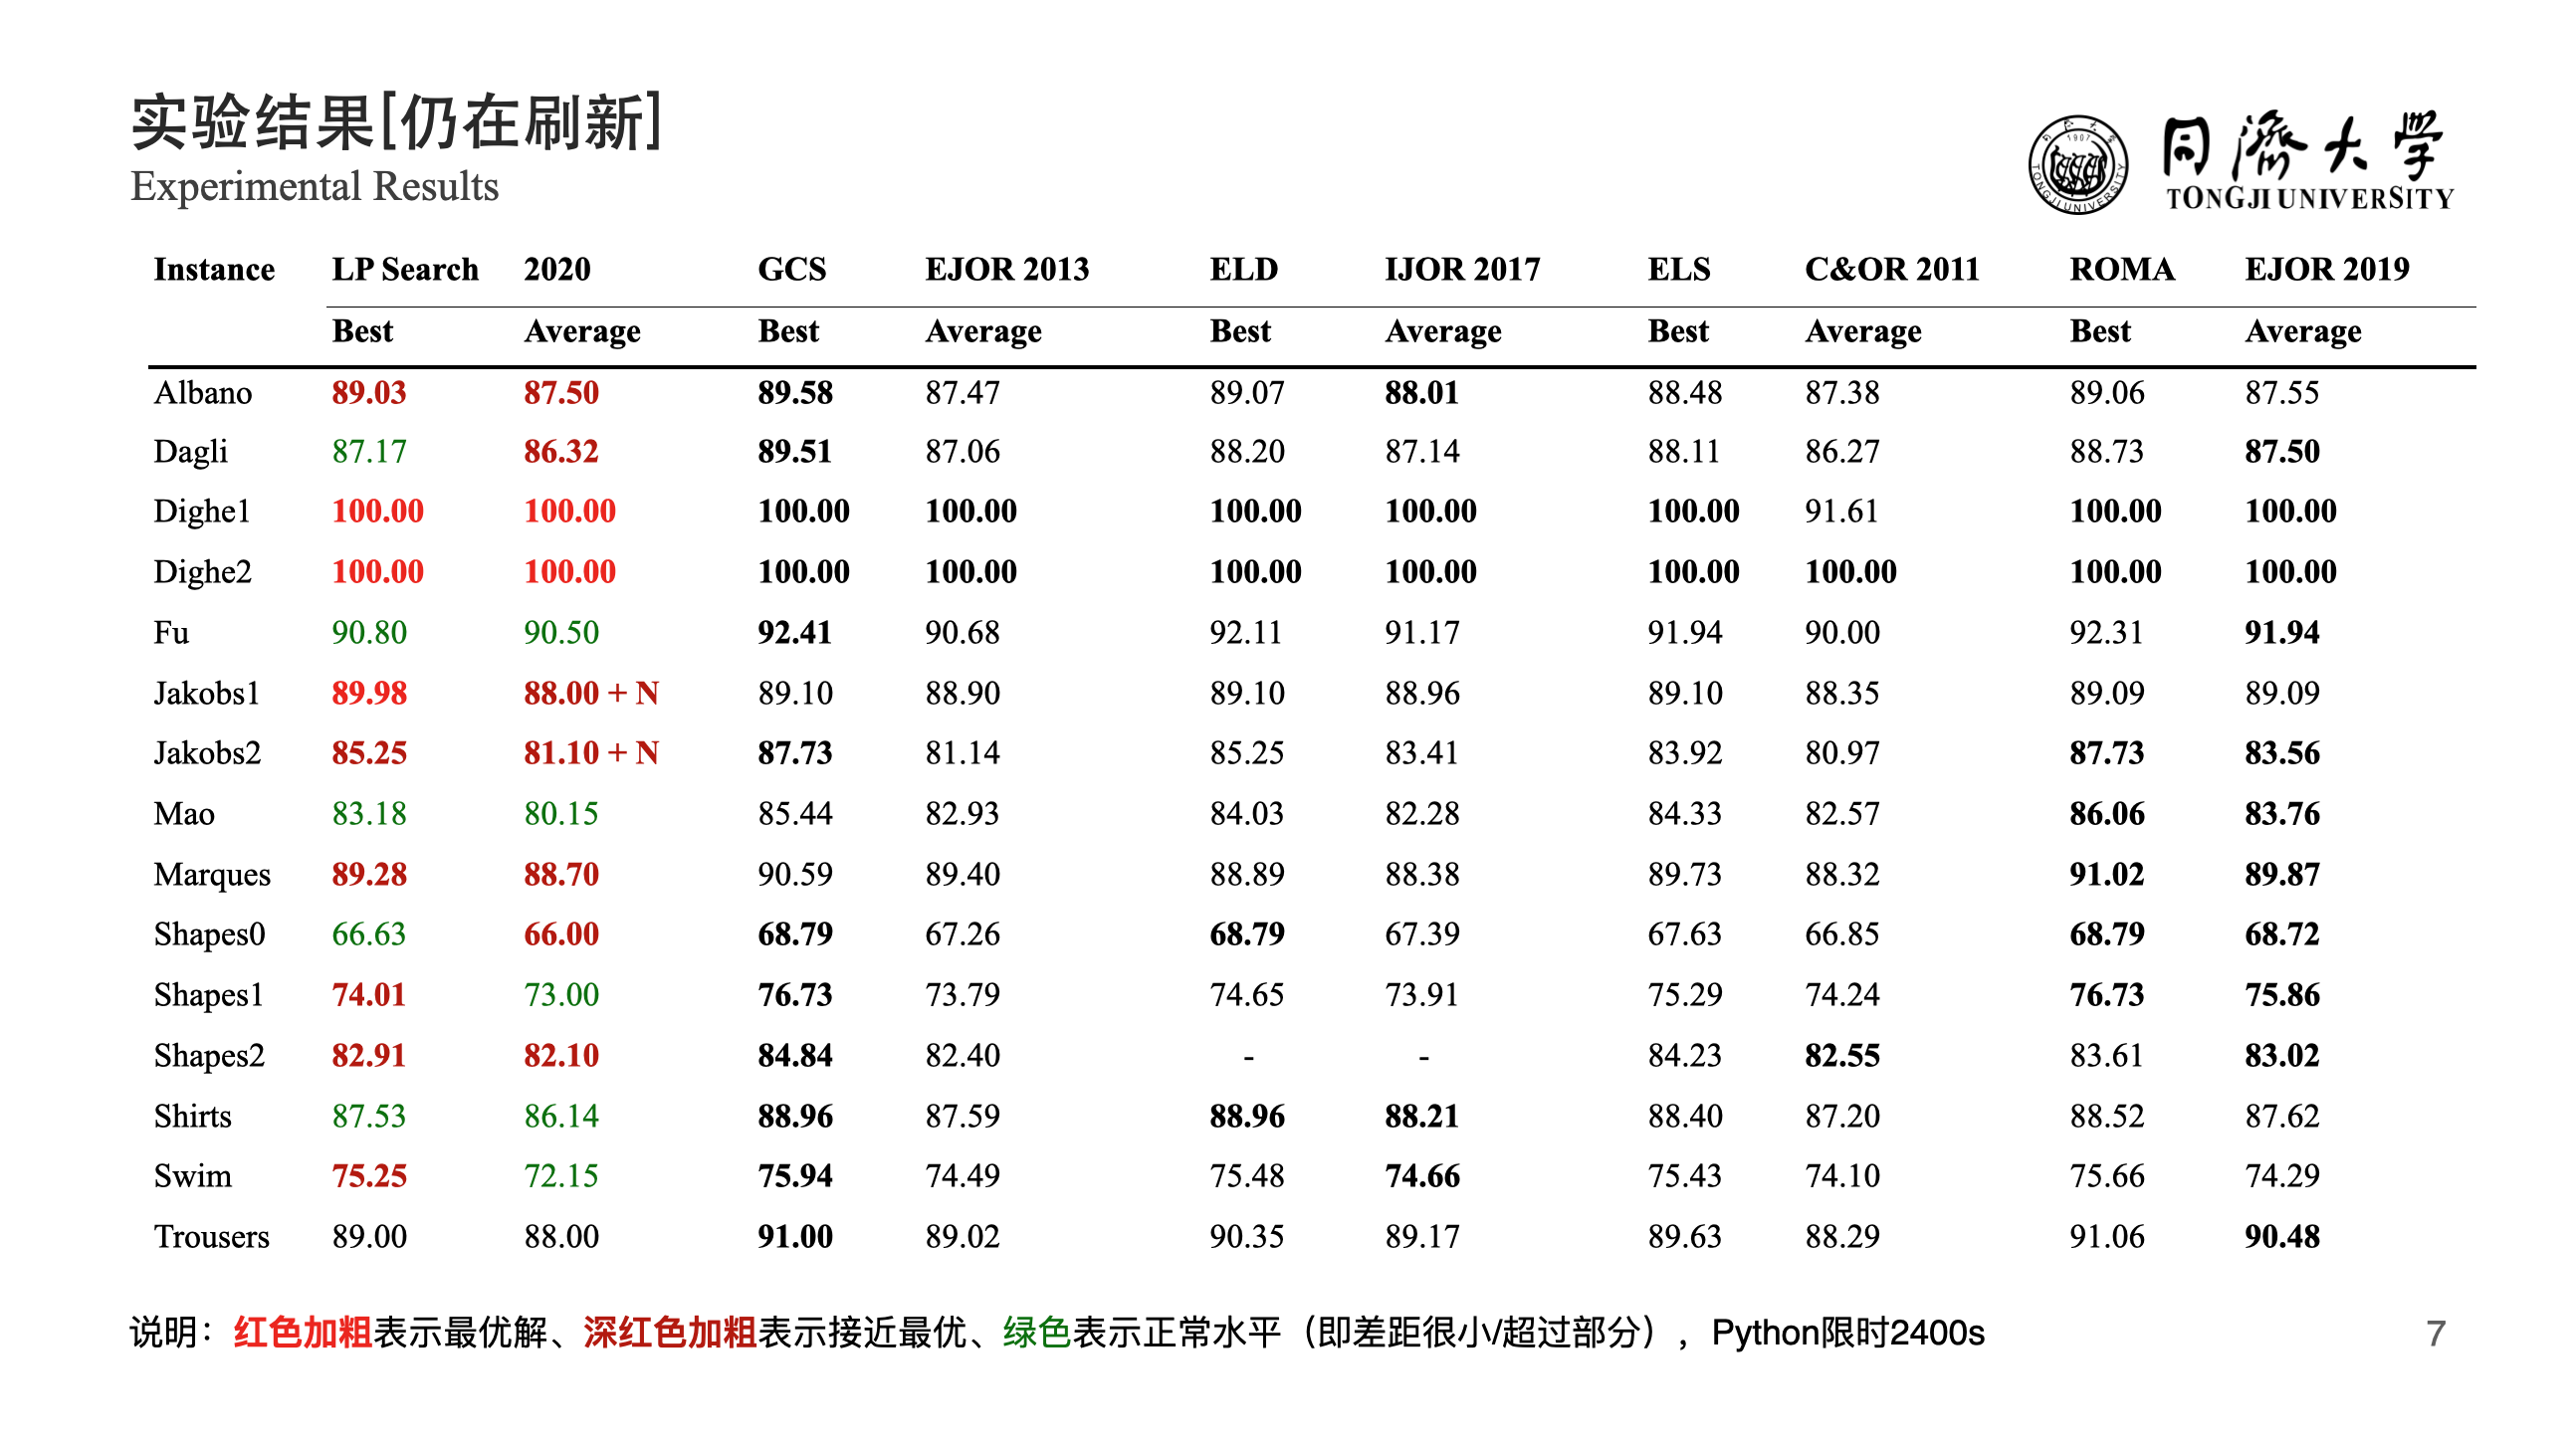 实验结果[仍在刷新]
Experimental Results
同濟大学
TONGJI UNIVERSITY
1907
TONGJI UNIVERSITY
Instance LP Search 2020 GCS EJOR 2013 ELD IJOR 2017 ELS C&OR 2011 ROMA EJOR 2019
Best Average Best Average Best Average Best Average Best Average
Albano 89.03 87.50 89.58 87.47 89.07 88.01 88.48 87.38 89.06 87.55
Dagli 87.17 86.32 89.51 87.06 88.20 87.14 88.11 86.27 88.73 87.50
Dighe1 100.00 100.00 100.00 100.00 100.00 100.00 100.00 91.61 100.00 100.00
Dighe2 100.00 100.00 100.00 100.00 100.00 100.00 100.00 100.00 100.00 100.00
Fu 90.80 90.50 92.41 90.68 92.11 91.17 91.94 90.00 92.31 91.94
Jakobs1 89.98 88.00 + N 89.10 88.90 89.10 88.96 89.10 88.35 89.09 89.09
Jakobs2 85.25 81.10 + N 87.73 81.14 85.25 83.41 83.92 80.97 87.73 83.56
Mao 83.18 80.15 85.44 82.93 84.03 82.28 84.33 82.57 86.06 83.76
Marques 89.28 88.70 90.59 89.40 88.89 88.38 89.73 88.32 91.02 89.87
Shapes0 66.63 66.00 68.79 67.26 68.79 67.39 67.63 66.85 68.79 68.72
Shapes1 74.01 73.00 76.73 73.79 74.65 73.91 75.29 74.24 76.73 75.86
Shapes2 82.91 82.10 84.84 82.40 - - 84.23 82.55 83.61 83.02
Shirts 87.53 86.14 88.96 87.59 88.96 88.21 88.40 87.20 88.52 87.62
Swim 75.25 72.15 75.94 74.49 75.48 74.66 75.43 74.10 75.66 74.29
Trousers 89.00 88.00 91.00 89.02 90.35 89.17 89.63 88.29 91.06 90.48
说明：红色加粗表示最优解、深红色加粗表示接近最优、绿色表示正常水平（即差距很小/超过部分），Python限时2400s
7